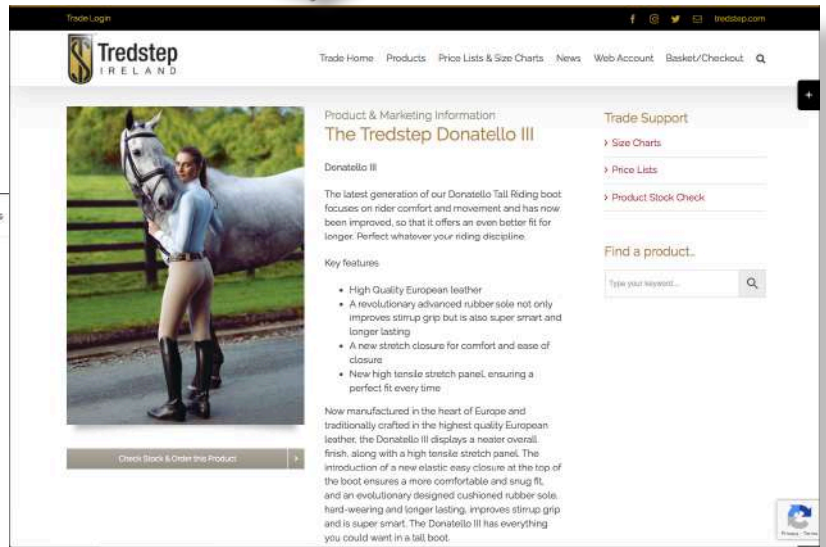 Trade Login
tredstep.com
Tredstep
IRELAND
Trade Home Products Price Lists & Size Charts News Web Account Basket/Checkout
Product & Marketing Information
The Tredstep Donatello III
Donatello III
The latest generation of our Donatello Tall Riding boot
focuses on rider comfort and movement and has now
been improved, so that it offers an even better fit for
longer. Perfect whatever your riding discipline.
Key features
High Quality European leather
A revolutionary advanced rubber sole not only
improves stirrup grip but is also super smart and
longer lasting
A new stretch closure for comfort and ease of
closure
New high tensile stretch panel, ensuring a
perfect fit every time
Now manufactured in the heart of Europe and
traditionally crafted in the highest quality European
leather, the Donatello III displays a neater overall
finish, along with a high tensile stretch panel. The
introduction of a new elastic easy closure at the top of
the boot ensures a more comfortable and snug fit,
and an evolutionary designed cushioned rubber sole,
hard-wearing and longer lasting, improves stirrup grip
and is super smart. The Donatello III has everything
you could want in a tall boot.
Check Stock & Order this Product
Trade Support
Size Charts
Price Lists
Product Stock Check
Find a product...
Type your keyword...
Privacy - Terms